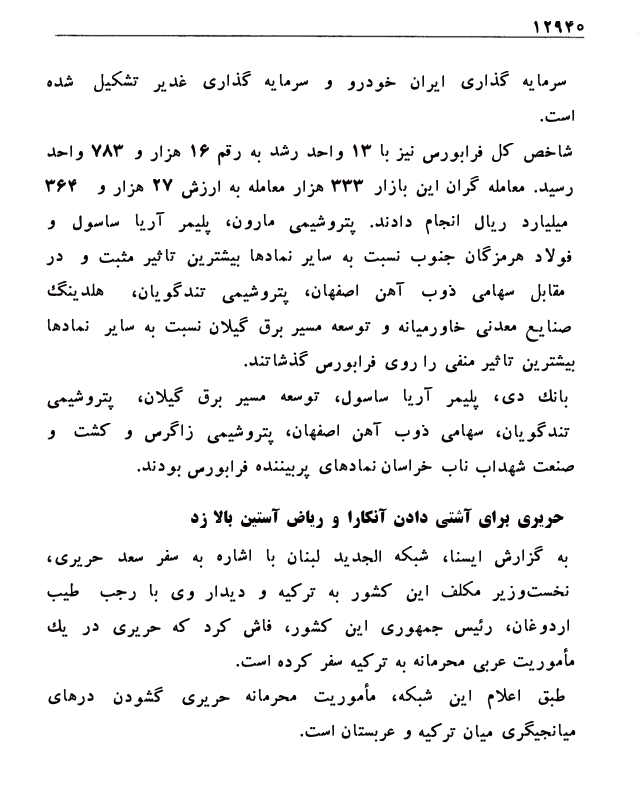 ۱۲۹۴۰
سرمایه گذاری ایران خودرو و سرمایه گذاری غدیر تشکیل شده
است.
شاخص کل فرابورس نیز با ۱۳ واحد رشد به رقم ۱۶ هزار و ۷۸۳ واحد
رسید. معامله گران این بازار ۳۳۳ هزار معامله به ارزش ۲۷ هزار و ۳۶۴
میلیارد ریال انجام دادند. پتروشیمی مارون، پلیمر آریا ساسول و
فولاد هرمزگان جنوب نسبت به سایر نمادها بیشترین تاثیر مثبت و در
مقابل سهامی ذوب آهن اصفهان، پتروشیمی تندگویان، هلدینگ
صنایع معدنی خاورمیانه و توسعه مسیر برق گیلان نسبت به سایر نمادها
بیشترین تاثیر منفی را روی فرابورس گذشاتند.
بانك دی، پلیمر آریا ساسول، توسعه مسیر برق گیلان، پتروشیمی
تندگویان، سهامی ذوب آهن اصفهان، پتروشیمی زاگرس و کشت و
صنعت شهداب ناب خراسان نمادهای پربیننده فرابورس بودند.
حریری برای آشتی دادن آنکارا و ریاض آستین بالا زد
به گزارش ایسنا، شبکه الجدید لبنان با اشاره به سفر سعد حریری،
نخست‌وزیر مکلف این کشور به ترکیه و دیدار وی با رجب طیب
اردوغان، رئیس جمهوری این کشور، فاش کرد که حریری در یك
مأموریت عربی محرمانه به ترکیه سفر کرده است.
طبق اعلام این شبکه، مأموریت محرمانه حریری گشودن درهای
میانجیگری میان ترکیه و عربستان است.